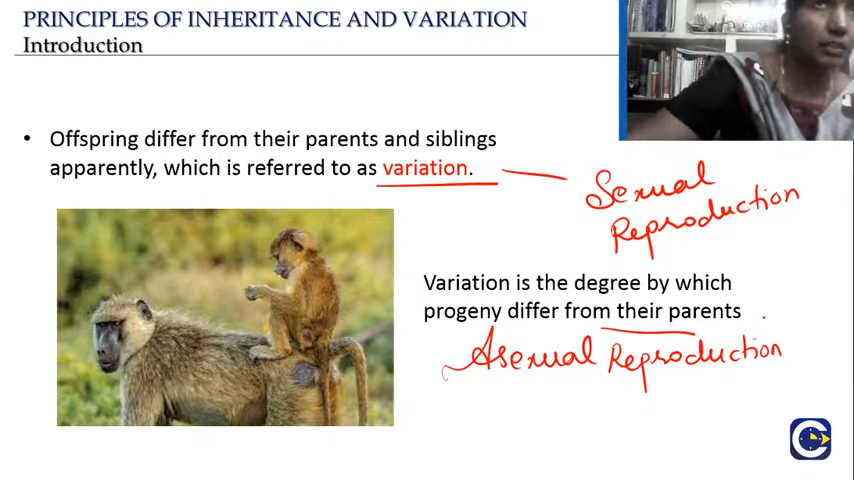 PRINCIPLES OF INHERITANCE AND VARIATION
Introduction
• Offspring differ from their parents and siblings
apparently, which is referred to as variation.
Sexual
Reproduction
Variation is the degree by which
progeny differ from their parents
Asexual Reproduction